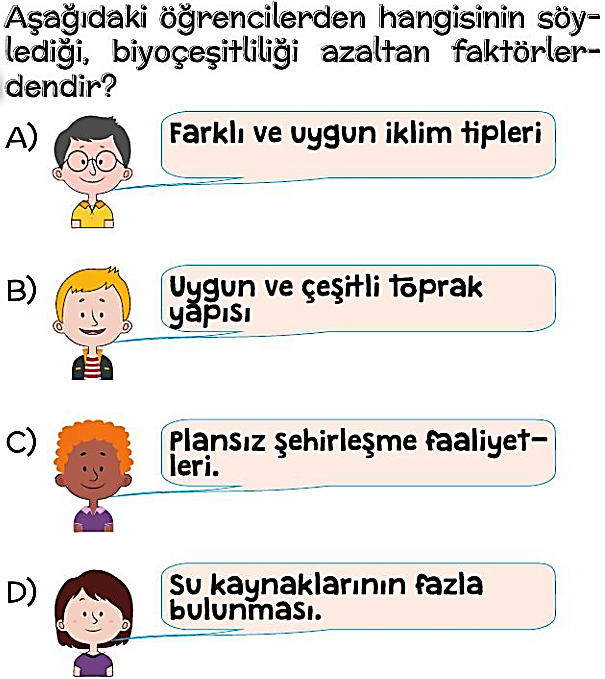 Aşağıdaki öğrencilerden hangisinin söy-
lediği, biyoçeşitliliği azaltan faktörler-
dendir?
A)
Farklı ve uygun iklim tipleri
B)
Uygun ve çeşitli toprak
yapısı
C)
Plansız şehirleşme faaliyet-
leri.
D)
Su kaynaklarının fazla
bulunması.